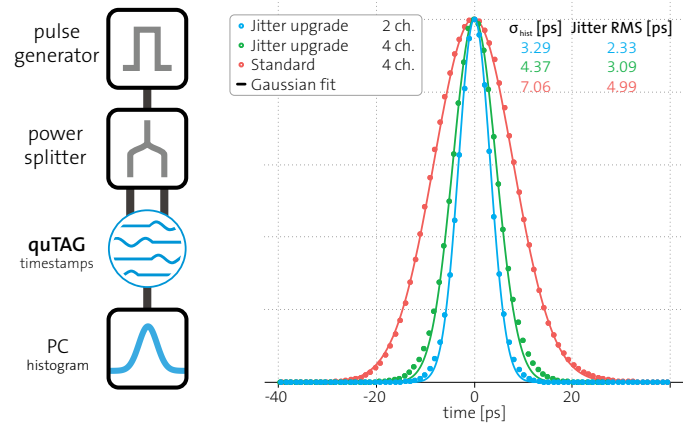 pulse
generator
power
splitter
quTAG
timestamps
PC
histogram
Jitter upgrade 2 ch.
Jitter upgrade 4 ch.
Standard 4 ch.
Gaussian fit
σhist [ps] Jitter RMS [ps]
3.29 2.33
4.37 3.09
7.06 4.99
-40 -20 0 20
time [ps]